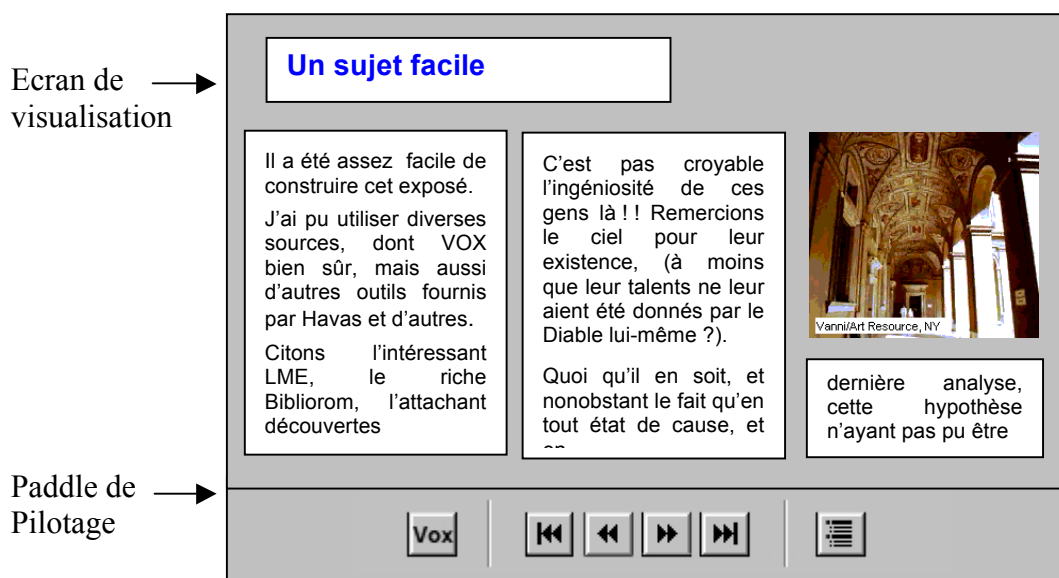 Ecran de
visualisation
Un sujet facile
Il a été assez facile de
construire cet exposé.
J'ai pu utiliser diverses
sources, dont VOX
bien sûr, mais aussi
d'autres outils fournis
par Havas et d'autres.
Citons l'intéressant
LME, le riche
Bibliorom, l'attachant
découvertes
C'est pas croyable
l'ingéniosité de ces
gens là ! ! Remercions
le ciel pour leur
existence, (à moins
que leur talents ne leur
aient été donnés par le
Diable lui-même ?).
Quoi qu'il en soit, et
nonobstant le fait qu'en
tout état de cause, et
Vanni/Art Resource, NY
dernière analyse,
cette hypothèse
n'ayant pas pu être
Paddle de
Pilotage
Vox